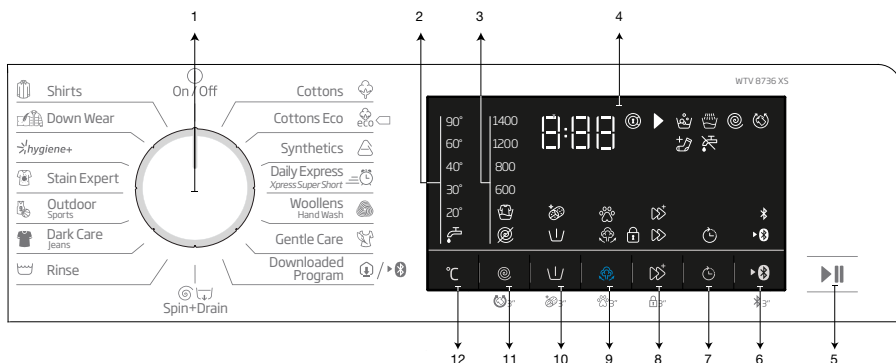 1 2 3 4
WTV 8736 XS
On / Off
Shirts
Down Wear
hygiene+
Stain Expert
Outdoor
Sports
Dark Care
Jeans
Rinse
Spin+Drain
Cottons
Cottons Eco
eco
Synthetics
Daily Express
Xpress Super Short
Woollens
Hand Wash
Gentle Care
Downloaded
Program
/
90°
60°
40°
30°
20°
1400
1200
800
600
8:88
°C
3" 3" 3" 3" 3"
12 11 10 9 8 7 6 5